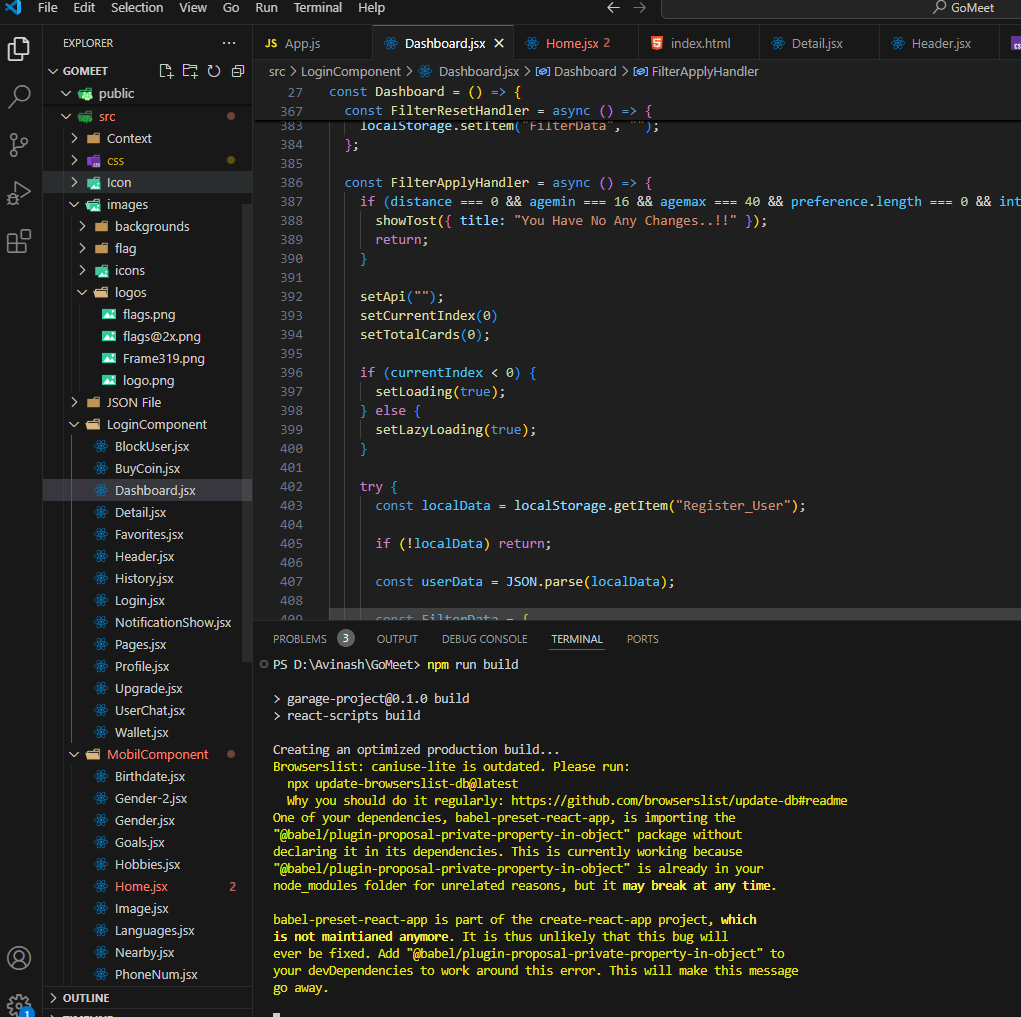 File Edit Selection View Go Run Terminal Help
GoMeet
EXPLORER
GOMEET
public
src
Context
css
Icon
images
backgrounds
flag
icons
logos
flags.png
flags@2x.png
Frame319.png
logo.png
JSON File
LoginComponent
BlockUser.jsx
BuyCoin.jsx
Dashboard.jsx
Detail.jsx
Favorites.jsx
Header.jsx
History.jsx
Login.jsx
NotificationShow.jsx
Pages.jsx
Profile.jsx
Upgrade.jsx
UserChat.jsx
Wallet.jsx
MobilComponent
Birthdate.jsx
Gender-2.jsx
Gender.jsx
Goals.jsx
Hobbies.jsx
Home.jsx 2
Image.jsx
Languages.jsx
Nearby.jsx
PhoneNum.jsx
OUTLINE
1
JS App.js Dashboard.jsx Home.jsx 2 index.html Detail.jsx Header.jsx
src > LoginComponent > Dashboard.jsx > Dashboard > FilterApplyHandler
27 const Dashboard = () => {
367 const FilterResetHandler = async () => {
383 localStorage.setItem("FilterData", "");
384 };
385
386 const FilterApplyHandler = async () => {
387 if (distance === 0 && agemin === 16 && agemax === 40 && preference.length === 0 && int
388 showTost({ title: "You Have No Any Changes..!!" });
389 return;
390 }
391
392 setApi("");
393 setCurrentIndex(0)
394 setTotalCards(0);
395
396 if (currentIndex < 0) {
397 setLoading(true);
398 } else {
399 setLazyLoading(true);
400 }
401
402 try {
403 const localData = localStorage.getItem("Register_User");
404
405 if (!localData) return;
406
407 const userData = JSON.parse(localData);
408
409 const FilterData = {
PROBLEMS 3 OUTPUT DEBUG CONSOLE TERMINAL PORTS
PS D:\Avinash\GoMeet> npm run build
> garage-project@0.1.0 build
> react-scripts build
Creating an optimized production build...
Browserslist: caniuse-lite is outdated. Please run:
npx update-browserslist-db@latest
Why you should do it regularly: https://github.com/browserslist/update-db#readme
One of your dependencies, babel-preset-react-app, is importing the
"@babel/plugin-proposal-private-property-in-object" package without
declaring it in its dependencies. This is currently working because
"@babel/plugin-proposal-private-property-in-object" is already in your
node_modules folder for unrelated reasons, but it may break at any time.
babel-preset-react-app is part of the create-react-app project, which
is not maintianed anymore. It is thus unlikely that this bug will
ever be fixed. Add "@babel/plugin-proposal-private-property-in-object" to
your devDependencies to work around this error. This will make this message
go away.